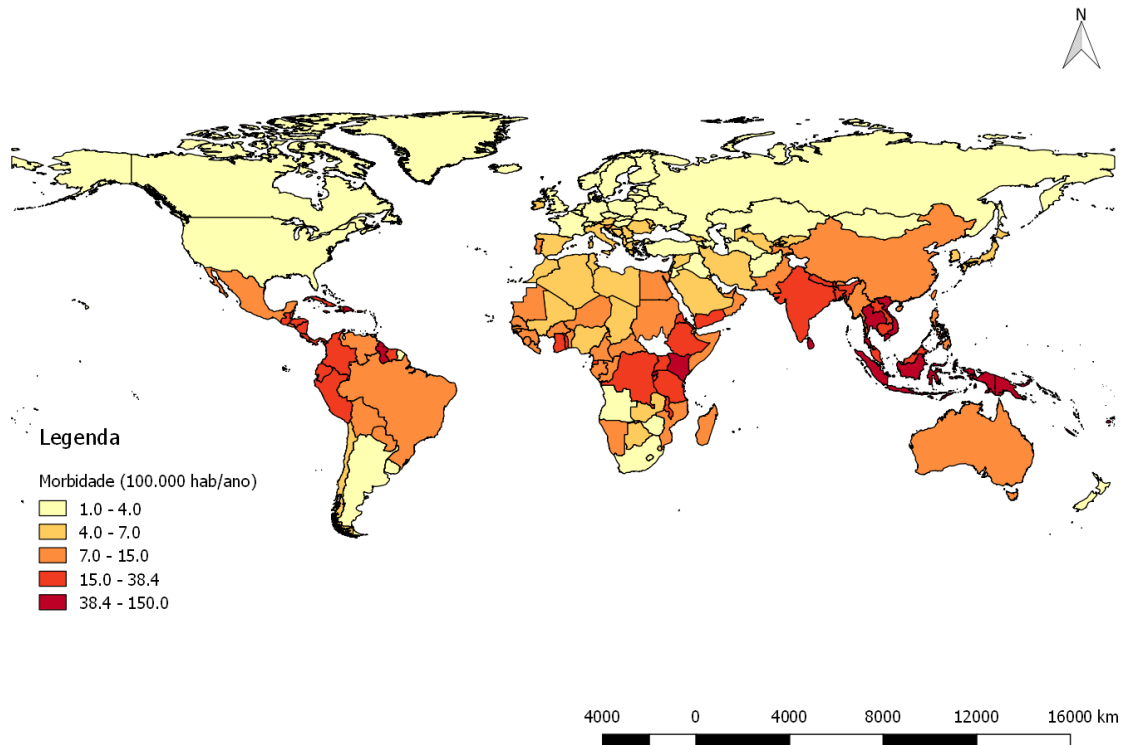 N
Legenda
Morbidade (100.000 hab/ano)
1.0 - 4.0
4.0 - 7.0
7.0 - 15.0
15.0 - 38.4
38.4 - 150.0
4000 0 4000 8000 12000 16000 km